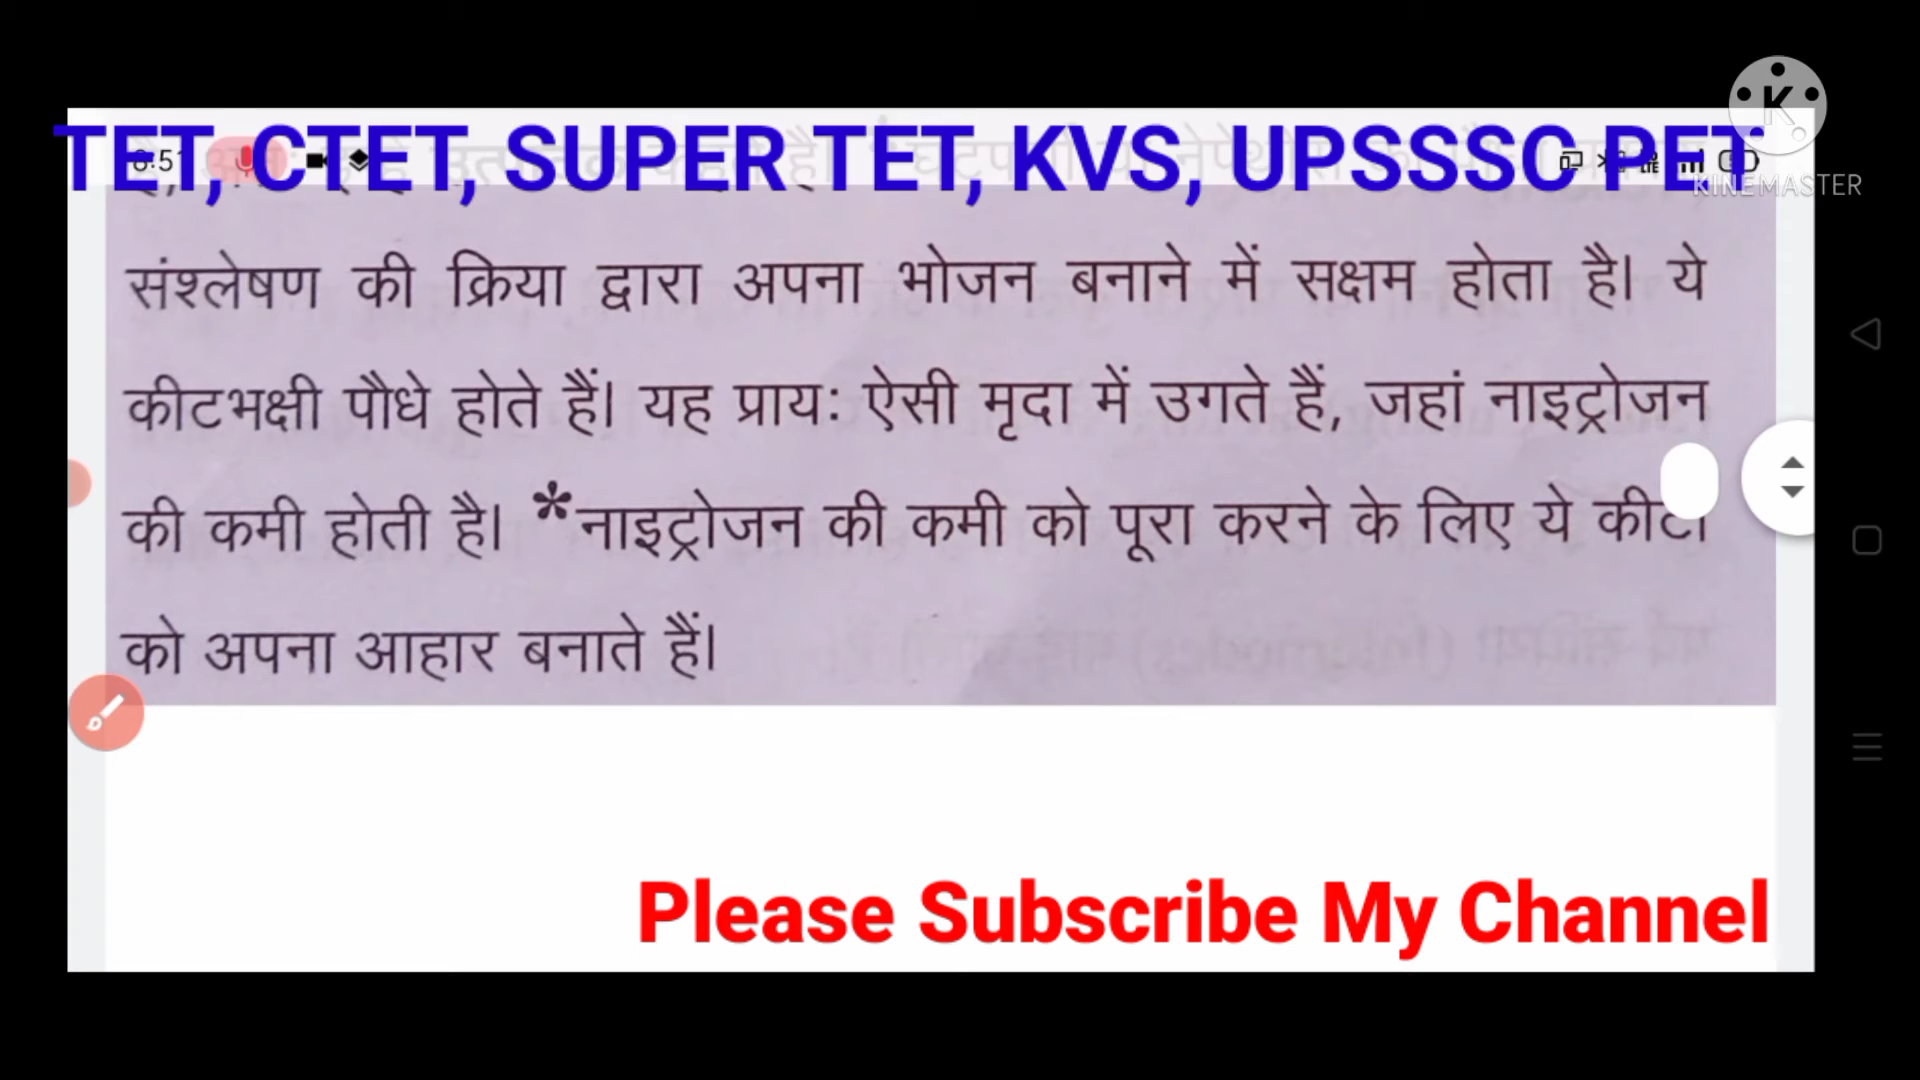 TET, CTET, SUPER TET, KVS, UPSSSC PET
KINEMASTER
संश्लेषण की क्रिया द्वारा अपना भोजन बनाने में सक्षम होता है। ये
कीटभक्षी पौधे होते हैं। यह प्राय: ऐसी मृदा में उगते हैं, जहां नाइट्रोजन
की कमी होती है। *नाइट्रोजन की कमी को पूरा करने के लिए ये कीटों
को अपना आहार बनाते हैं।
Please Subscribe My Channel